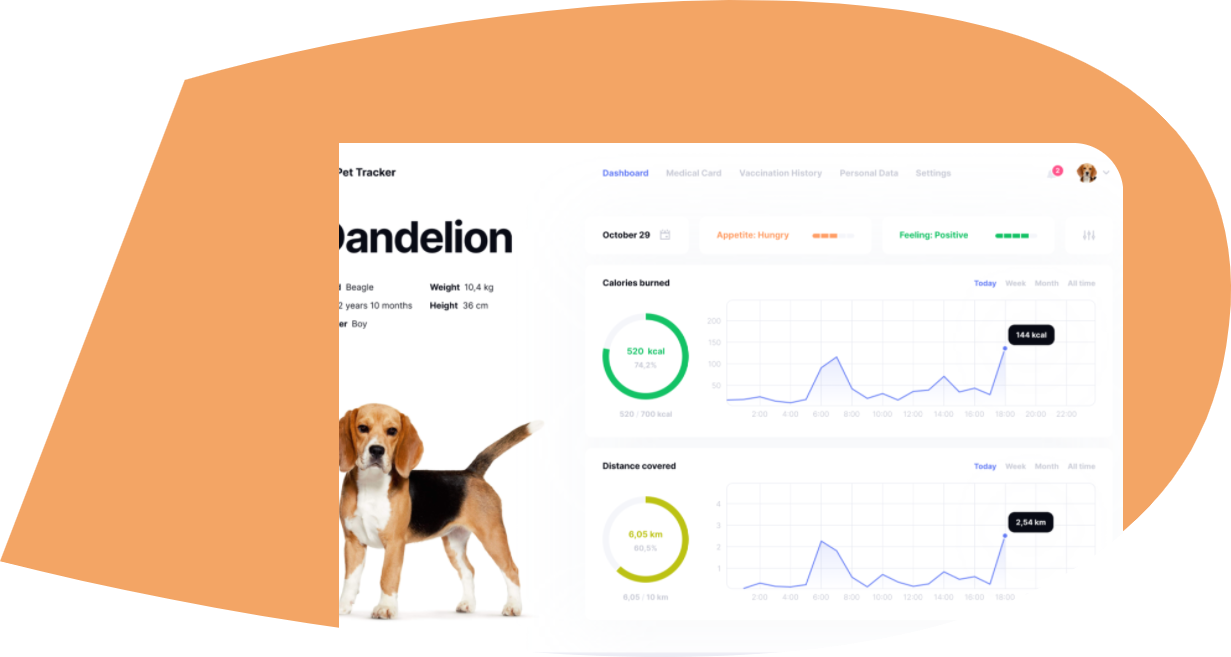 Pet Tracker
Dashboard Medical Card Vaccination History Personal Data Settings
2
andelion
October 29
Appetite: Hungry
Feeling: Positive
Beagle
Weight 10,4 kg
2 years 10 months
Height 36 cm
er Boy
Calories burned
Today Week Month All time
520 kcal
74,2%
520 / 700 kcal
200
150
100
50
144 kcal
2:00 4:00 6:00 8:00 10:00 12:00 14:00 16:00 18:00 20:00 22:00
Distance covered
Today Week Month All time
6,05 km
60,5%
6,05 / 10 km
4
3
2
1
2,54 km
2:00 4:00 6:00 8:00 10:00 12:00 14:00 16:00 18:00